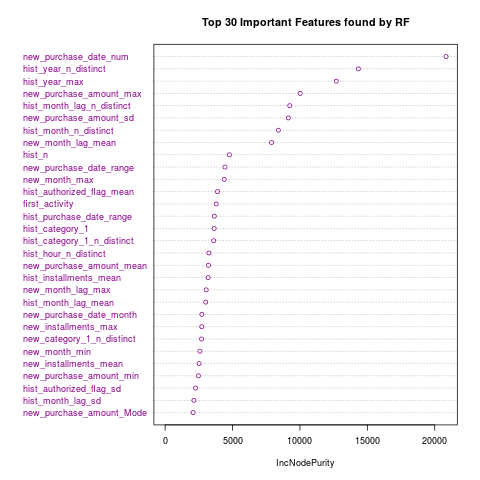 Top 30 Important Features found by RF
new_purchase_date_num
hist_year_n_distinct
hist_year_max
new_purchase_amount_max
hist_month_lag_n_distinct
new_purchase_amount_sd
hist_month_n_distinct
new_month_lag_mean
hist_n
new_purchase_date_range
new_month_max
hist_authorized_flag_mean
first_activity
hist_purchase_date_range
hist_category_1
hist_category_1_n_distinct
hist_hour_n_distinct
new_purchase_amount_mean
hist_installments_mean
new_month_lag_max
hist_month_lag_mean
new_purchase_date_month
new_installments_max
new_category_1_n_distinct
new_month_min
new_installments_mean
new_purchase_amount_min
hist_authorized_flag_sd
hist_month_lag_sd
new_purchase_amount_Mode
0 5000 10000 15000 20000
IncNodePurity